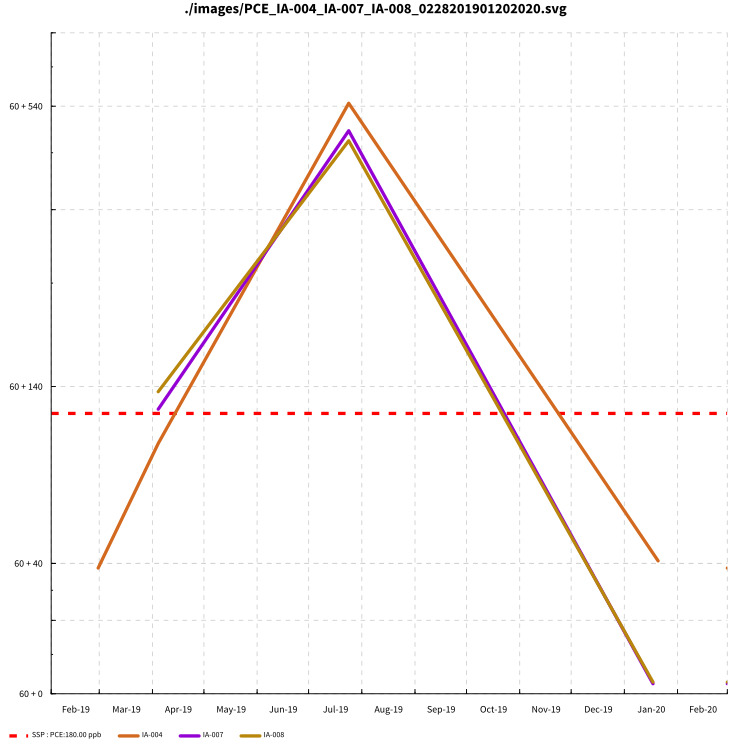 ./images/PCE_IA-004_IA-007_IA-008_0228201901202020.svg
60 + 540
60 + 140
60 + 40
60 + 0
Feb-19 Mar-19 Apr-19 May-19 Jun-19 Jul-19 Aug-19 Sep-19 Oct-19 Nov-19 Dec-19 Jan-20 Feb-20
SSP : PCE:180.00 ppb IA-004 IA-007 IA-008